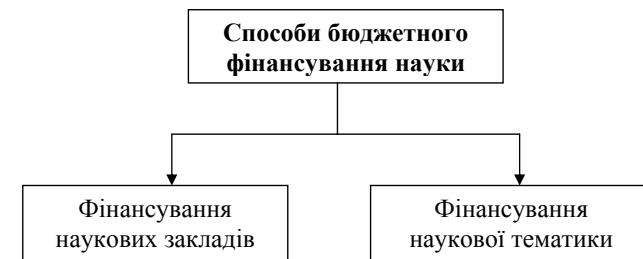 Способи бюджетного
фінансування науки
Фінансування
наукових закладів
Фінансування
наукової тематики